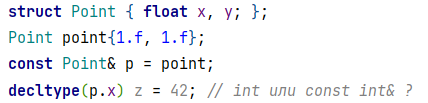 struct Point { float x, y; };
Point point{1.f, 1.f};
const Point& p = point;
decltype(p.x) z = 42; // int или const int& ?